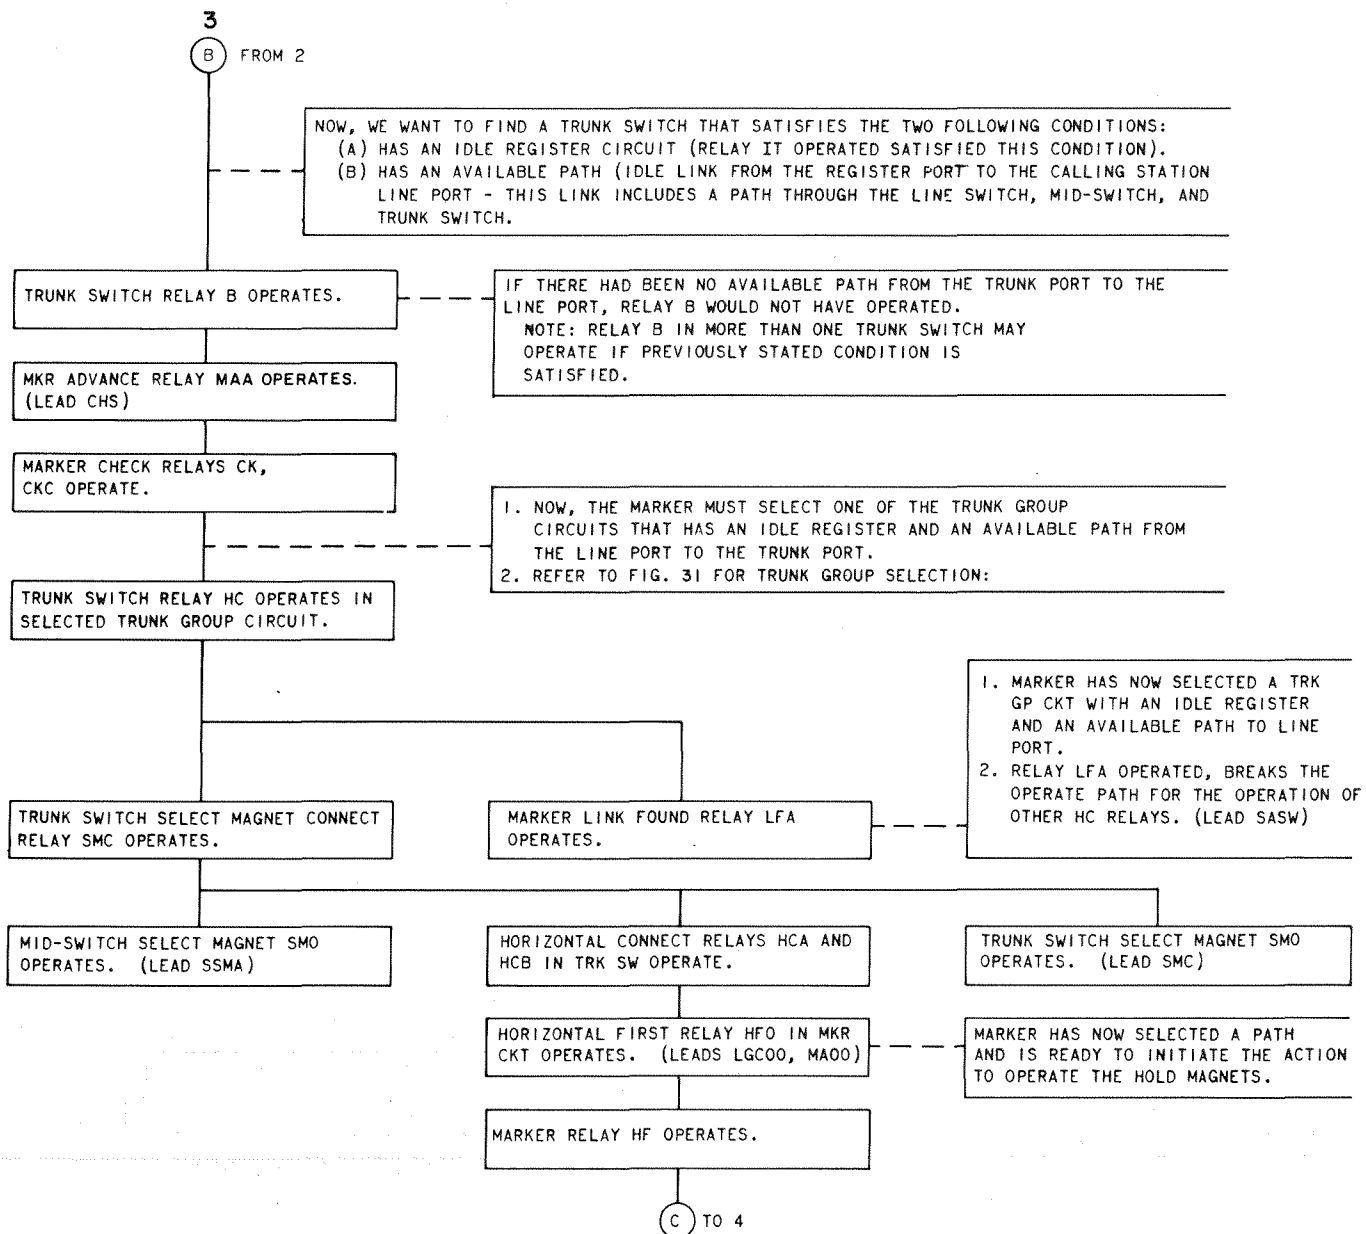 3
B FROM 2
NOW, WE WANT TO FIND A TRUNK SWITCH THAT SATISFIES THE TWO FOLLOWING CONDITIONS:
(A) HAS AN IDLE REGISTER CIRCUIT (RELAY IT OPERATED SATISFIED THIS CONDITION).
(B) HAS AN AVAILABLE PATH (IDLE LINK FROM THE REGISTER PORT TO THE CALLING STATION
LINE PORT - THIS LINK INCLUDES A PATH THROUGH THE LINE SWITCH, MID-SWITCH, AND
TRUNK SWITCH.
TRUNK SWITCH RELAY B OPERATES.
IF THERE HAD BEEN NO AVAILABLE PATH FROM THE TRUNK PORT TO THE
LINE PORT, RELAY B WOULD NOT HAVE OPERATED.
NOTE: RELAY B IN MORE THAN ONE TRUNK SWITCH MAY
OPERATE IF PREVIOUSLY STATED CONDITION IS
SATISFIED.
MKR ADVANCE RELAY MAA OPERATES.
(LEAD CHS)
MARKER CHECK RELAYS CK,
CKC OPERATE.
1. NOW, THE MARKER MUST SELECT ONE OF THE TRUNK GROUP
CIRCUITS THAT HAS AN IDLE REGISTER AND AN AVAILABLE PATH FROM
THE LINE PORT TO THE TRUNK PORT.
2. REFER TO FIG. 31 FOR TRUNK GROUP SELECTION:
TRUNK SWITCH RELAY HC OPERATES IN
SELECTED TRUNK GROUP CIRCUIT.
1. MARKER HAS NOW SELECTED A TRK
GP CKT WITH AN IDLE REGISTER
AND AN AVAILABLE PATH TO LINE
PORT.
2. RELAY LFA OPERATED, BREAKS THE
OPERATE PATH FOR THE OPERATION OF
OTHER HC RELAYS. (LEAD SASW)
TRUNK SWITCH SELECT MAGNET CONNECT
RELAY SMC OPERATES.
MARKER LINK FOUND RELAY LFA
OPERATES.
MID-SWITCH SELECT MAGNET SMO
OPERATES. (LEAD SSMA)
HORIZONTAL CONNECT RELAYS HCA AND
HCB IN TRK SW OPERATE.
TRUNK SWITCH SELECT MAGNET SMO
OPERATES. (LEAD SMC)
HORIZONTAL FIRST RELAY HFO IN MKR
CKT OPERATES. (LEADS LGCOO, MAOO)
MARKER HAS NOW SELECTED A PATH
AND IS READY TO INITIATE THE ACTION
TO OPERATE THE HOLD MAGNETS.
MARKER RELAY HF OPERATES.
C TO 4